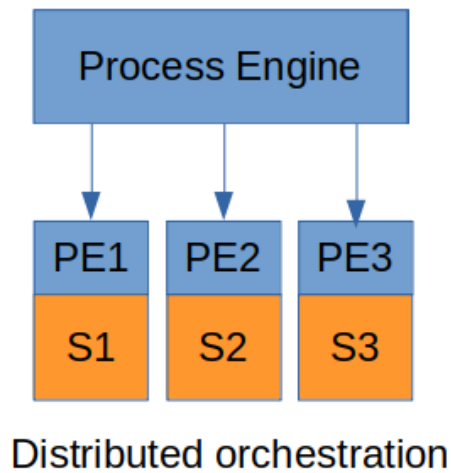 Process Engine
PE1 PE2 PE3
S1 S2 S3
Distributed orchestration